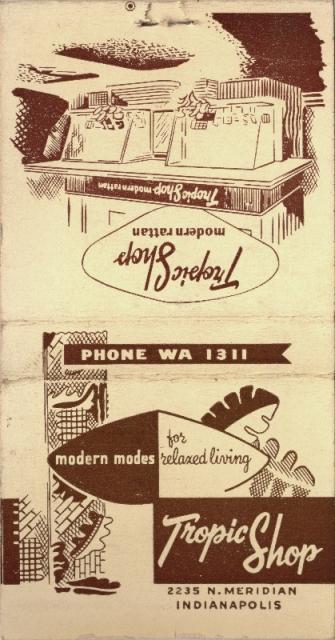 Tropic Shop modern rattan
Tropic Shop
modern rattan
PHONE WA 1311
modern modes for relaxed living
Tropic Shop
2235 N. MERIDIAN
INDIANAPOLIS